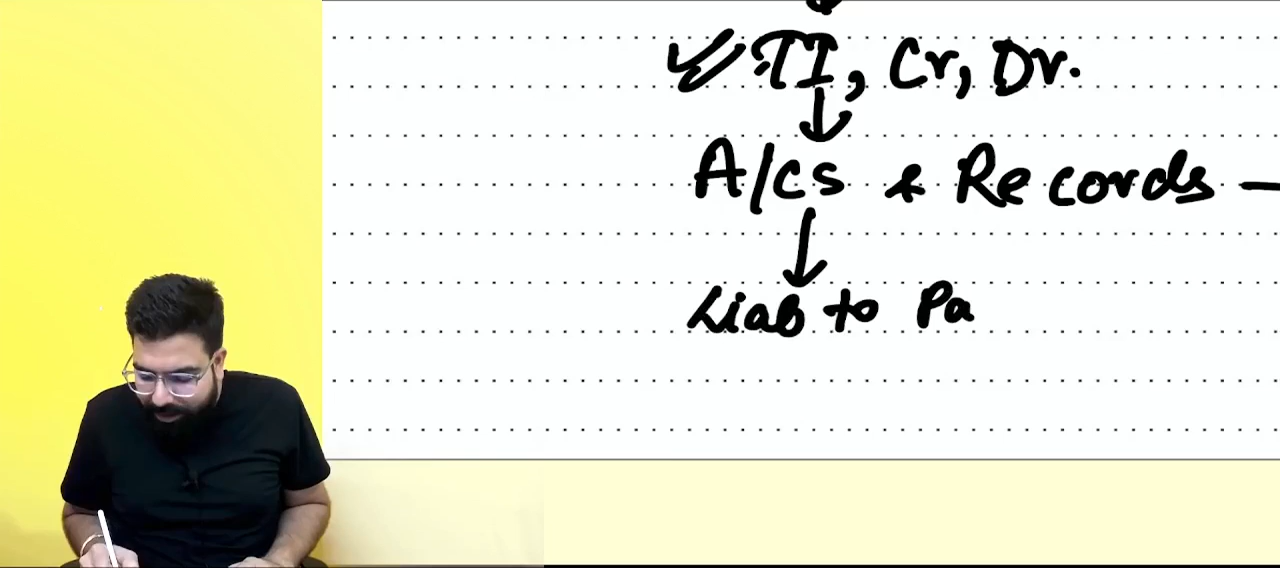 TI, Cr, Dr.
A/cs & Records —
Liab to Pa